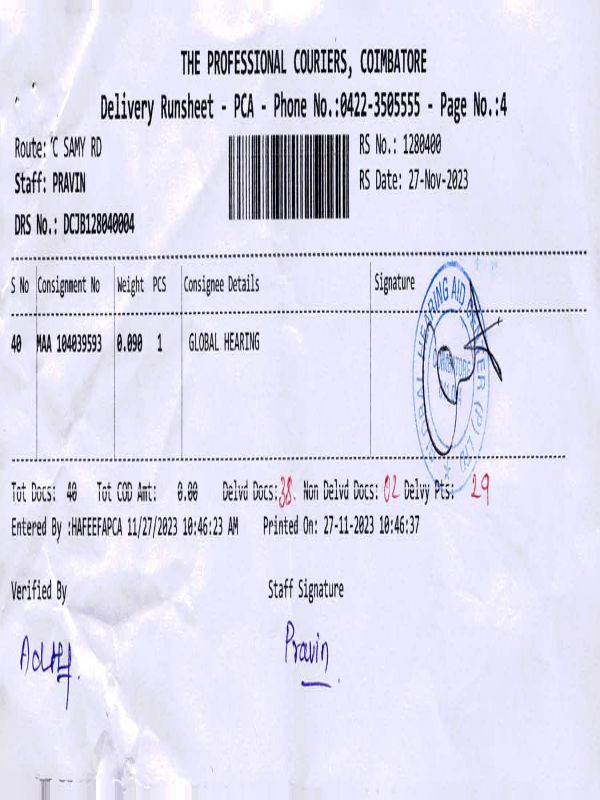 THE PROFESSIONAL COURIERS, COIMBATORE
Delivery Runsheet - PCA - Phone No.:0422-3505555 - Page No.:4
Route: C SAMY RD RS No.: 1280400
Staff: PRAVIN RS Date: 27-Nov-2023
DRS No.: DCJB128040004
S No Consignment No Weight PCS Consignee Details Signature
40 MAA 104039593 0.090 1 GLOBAL HEARING
HEARING AID (P) LTD
Tot Docs: 40 Tot COD Amt: 0.00 Delvd Docs: 38 Non Delvd Docs: 02 Delvy Pts: 29
Entered By :HAFEEFAPCA 11/27/2023 10:46:23 AM Printed On: 27-11-2023 10:46:37
Verified By Staff Signature
Pravin